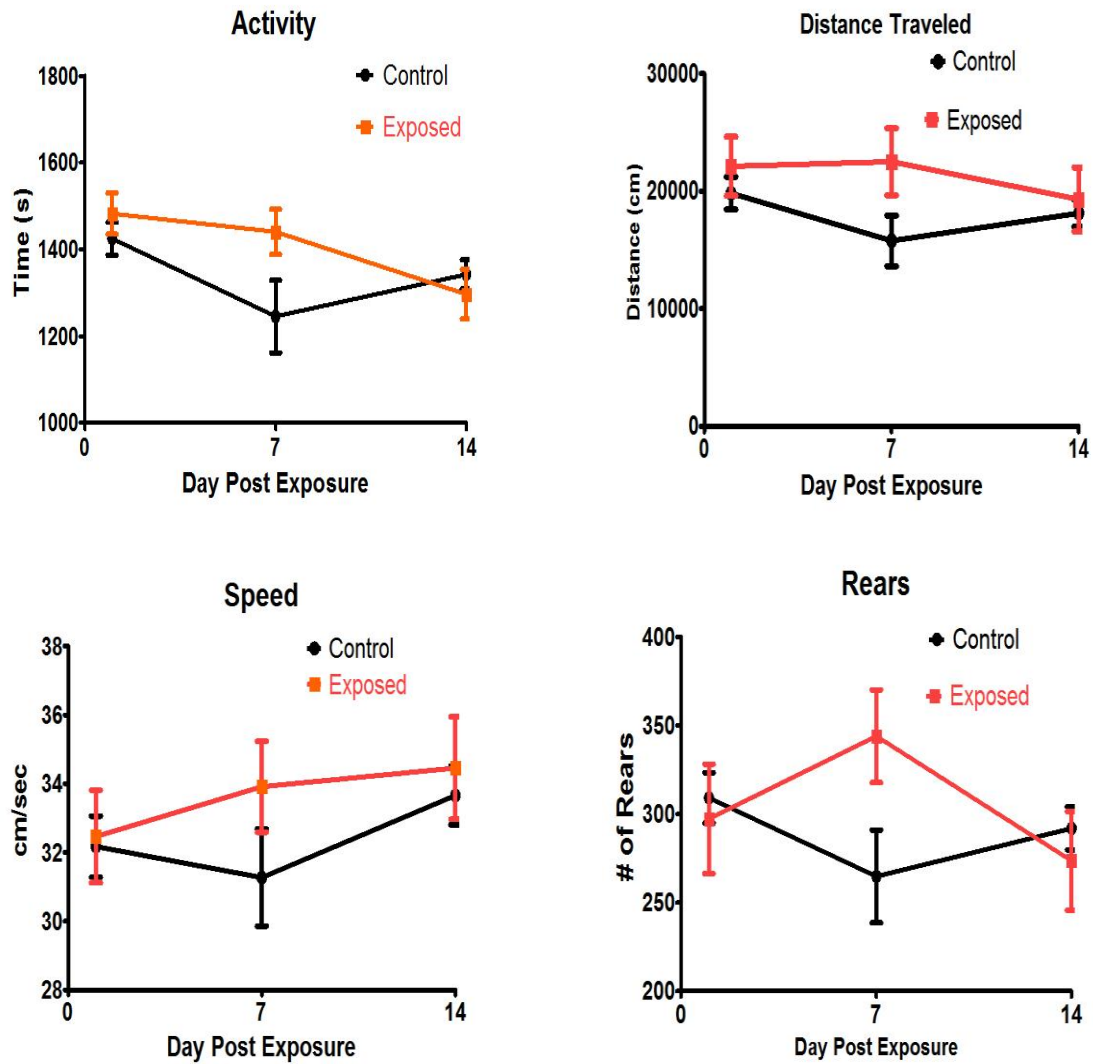 Activity
Control
Exposed
1800
1600
1400
1200
1000
Time (s)
0 7 14
Day Post Exposure
Distance Traveled
Control
Exposed
30000
20000
10000
0
Distance (cm)
0 7 14
Day Post Exposure
Speed
Control
Exposed
38
36
34
32
30
28
cm/sec
0 7 14
Day Post Exposure
Rears
Control
Exposed
400
350
300
250
200
# of Rears
0 7 14
Day Post Exposure